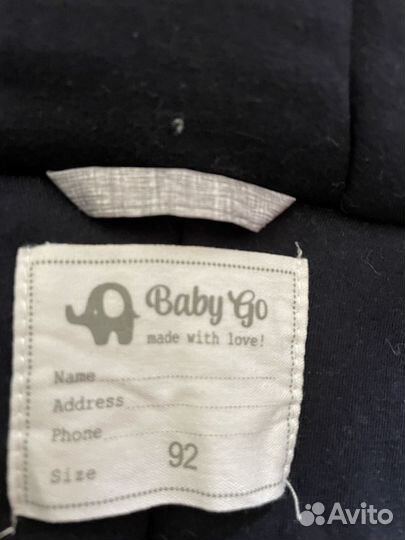 Baby Go
made with love!
Name
Address
Phone
Size 92
Avito